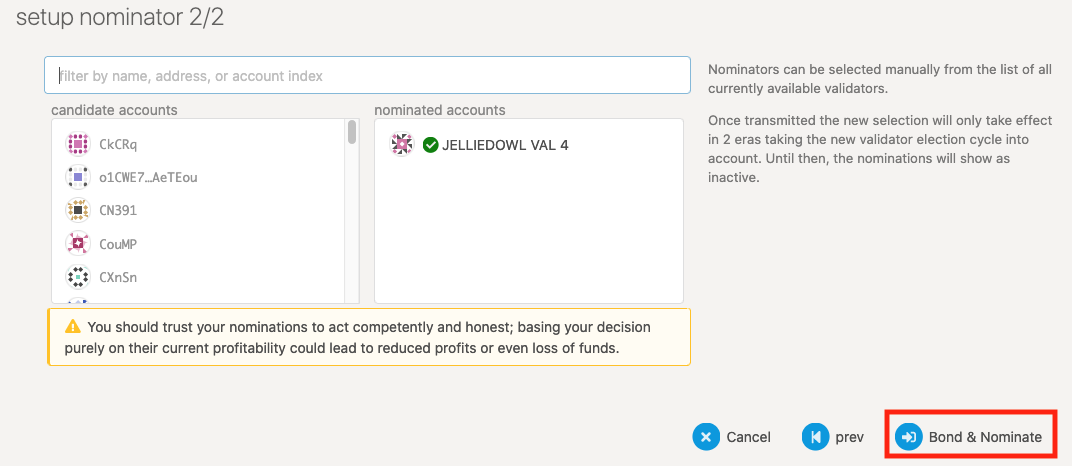 setup nominator 2/2
filter by name, address, or account index
candidate accounts
CkCRq
o1CWE7…AeTEou
CN391
CouMP
CXnSn
nominated accounts
JELLIEDOWL VAL 4
Nominators can be selected manually from the list of all
currently available validators.
Once transmitted the new selection will only take effect
in 2 eras taking the new validator election cycle into
account. Until then, the nominations will show as
inactive.
You should trust your nominations to act competently and honest; basing your decision
purely on their current profitability could lead to reduced profits or even loss of funds.
Cancel
prev
Bond & Nominate